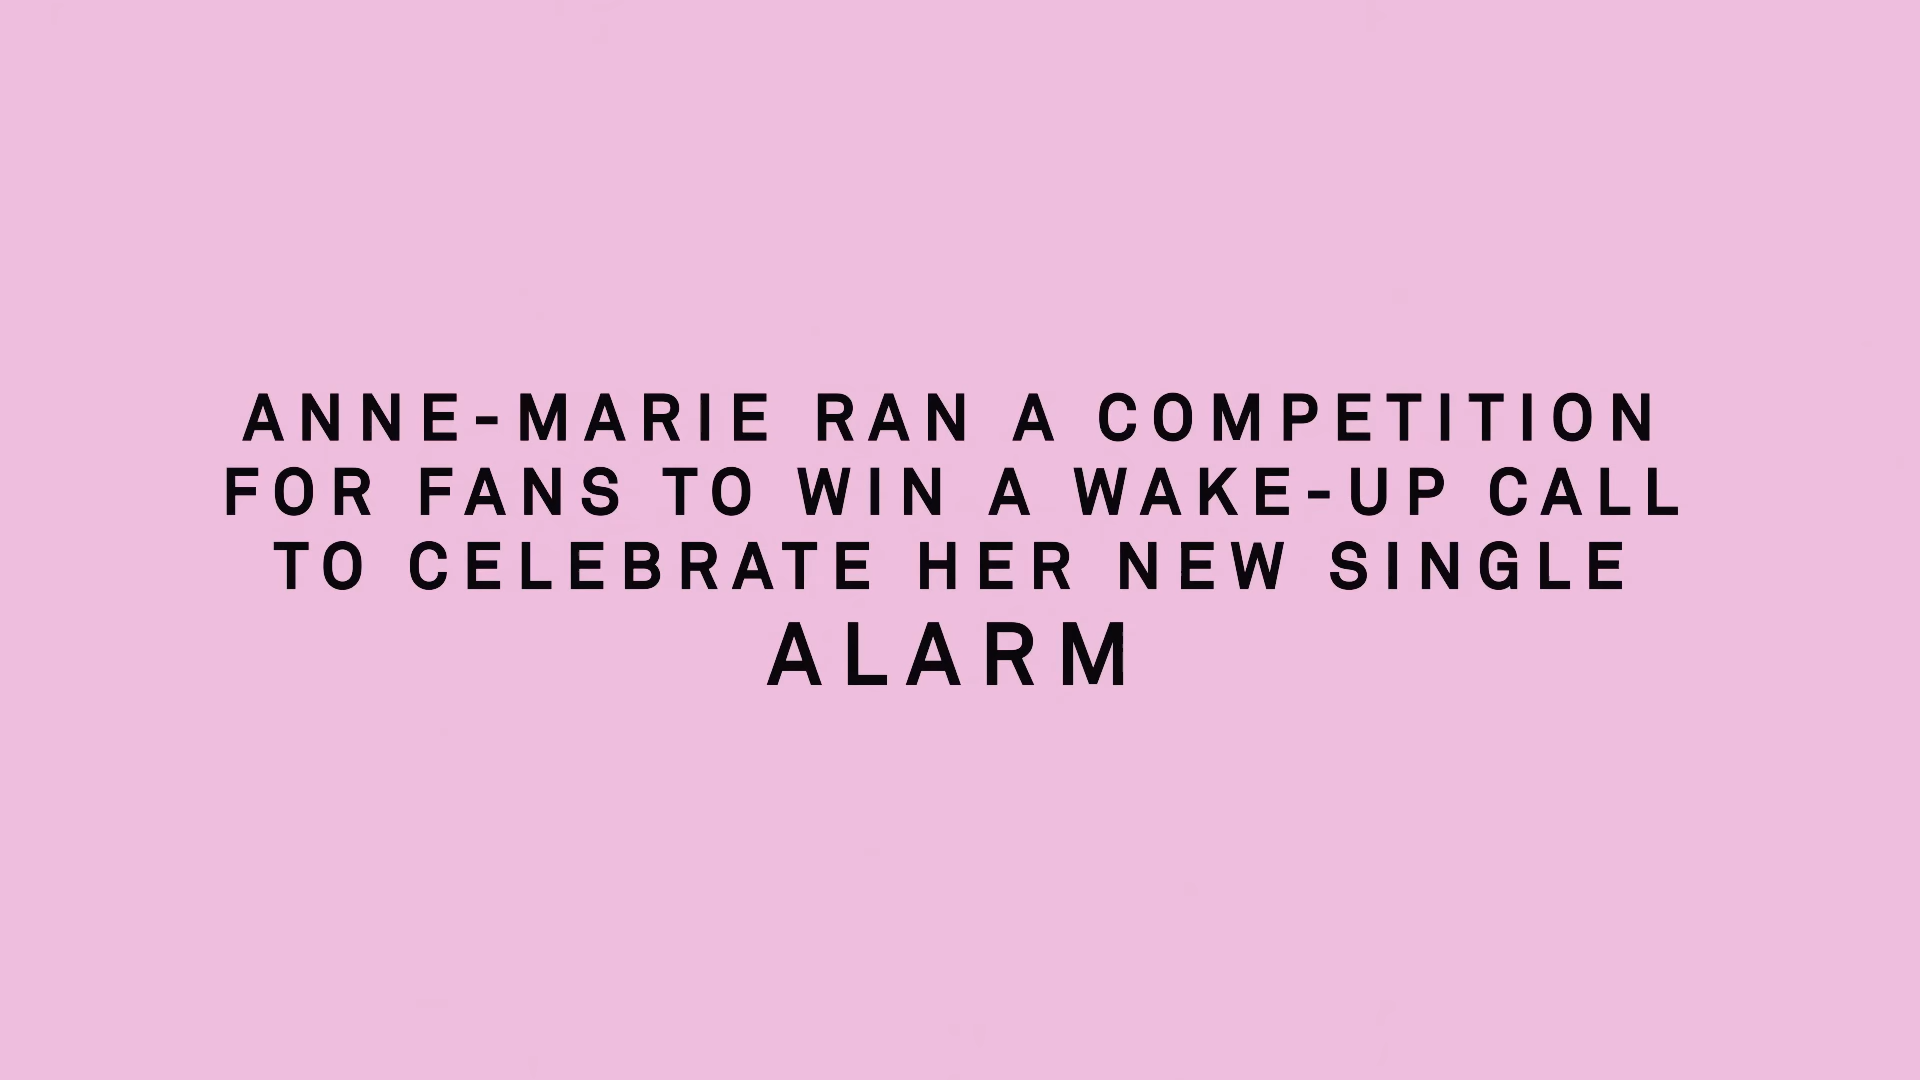 ANNE-MARIE RAN A COMPETITION
FOR FANS TO WIN A WAKE-UP CALL
TO CELEBRATE HER NEW SINGLE
ALARM